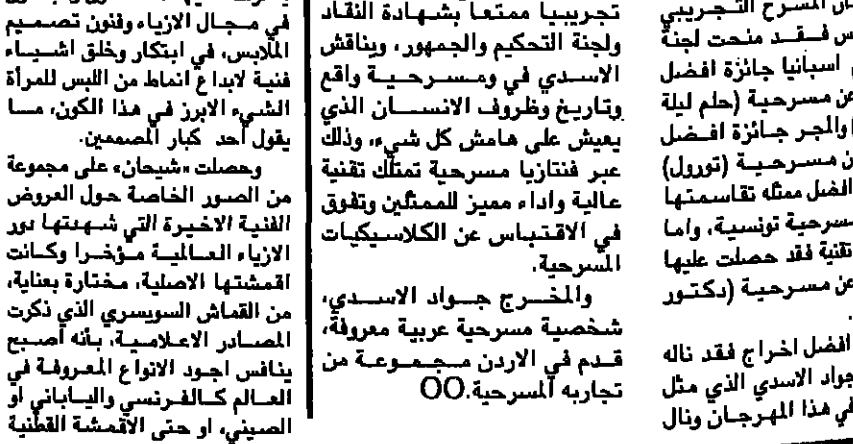 ان المسرح التجريبي
س فقد منحت لجنة
اسبانيا جائزة افضل
عن مسرحية (حلم ليلة
والمجر جائزة افضل
ن مسرحية (تورول)
افضل ممثله تقاسمتها
مسرحية تونسية، واما
تقنية فقد حصلت عليها
عن مسرحية (دكتور
.
افضل اخراج فقد ناله
جواد الاسدي الذي مثل
في هذا المهرجان ونال
تجريبيا ممتعا بشهادة النقاد
ولجنة التحكيم والجمهور، ويناقش
الاسدي في ومسرحية واقع
وتاريخ وظروف الانسان الذي
يعيش على هامش كل شيء، وذلك
عبر فنتازيا مسرحية تمتلك تقنية
عالية واداء مميز للممثلين وتفوق
في الاقتباس عن الكلاسيكيات
المسرحية.
والمخرج جواد الاسدي،
شخصية مسرحية عربية معروفة،
قدم في الاردن مجموعة من
تجاربه المسرحية.OO
في مجال الازياء وفنون تصميم
الملابس، في ابتكار وخلق اشياء
فنية لابداع انماط من اللبس للمرأة
الشيء الابرز في هذا الكون، مسا
يقول أحد كبار المصممين.
وحصلت «شيحان» على مجموعة
من الصور الخاصة حول العروض
الفنية الاخيرة التي شهدتها دور
الازياء العالمية مؤخرا وكانت
اقمشتها الاصلية، مختارة بعناية،
من القماش السويسري الذي ذكرت
المصادر الاعلامية، بأنه اصبح
ينافس اجود الانواع المعروفة في
العالم كالفرنسي والياباني او
الصيني، او حتى الاقمشة القطنية